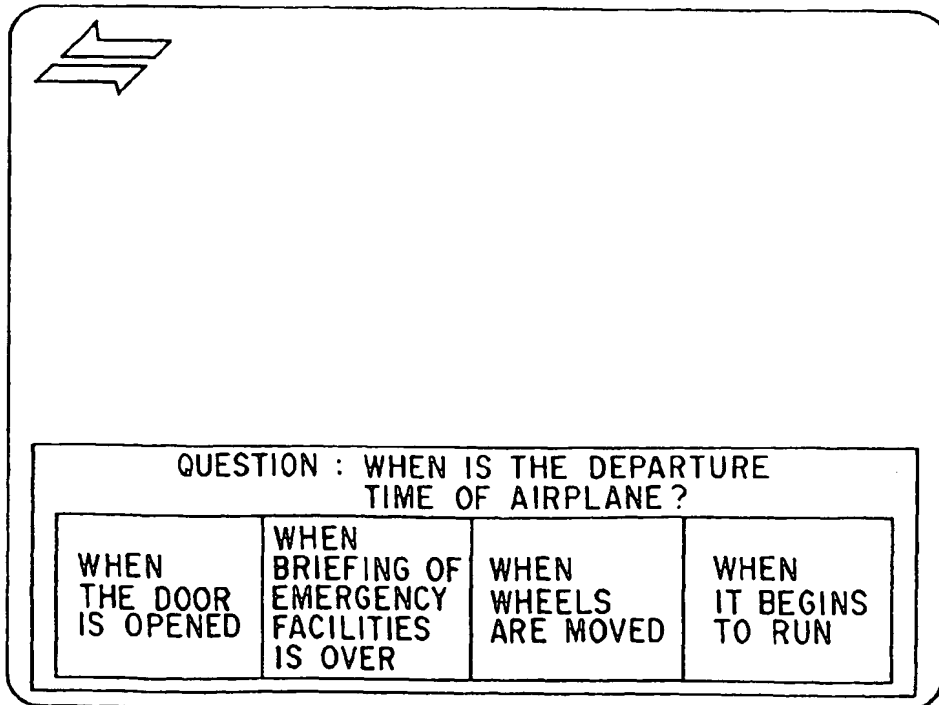 QUESTION : WHEN IS THE DEPARTURE
TIME OF AIRPLANE ?
WHEN
THE DOOR
IS OPENED
WHEN
BRIEFING OF
EMERGENCY
FACILITIES
IS OVER
WHEN
WHEELS
ARE MOVED
WHEN
IT BEGINS
TO RUN